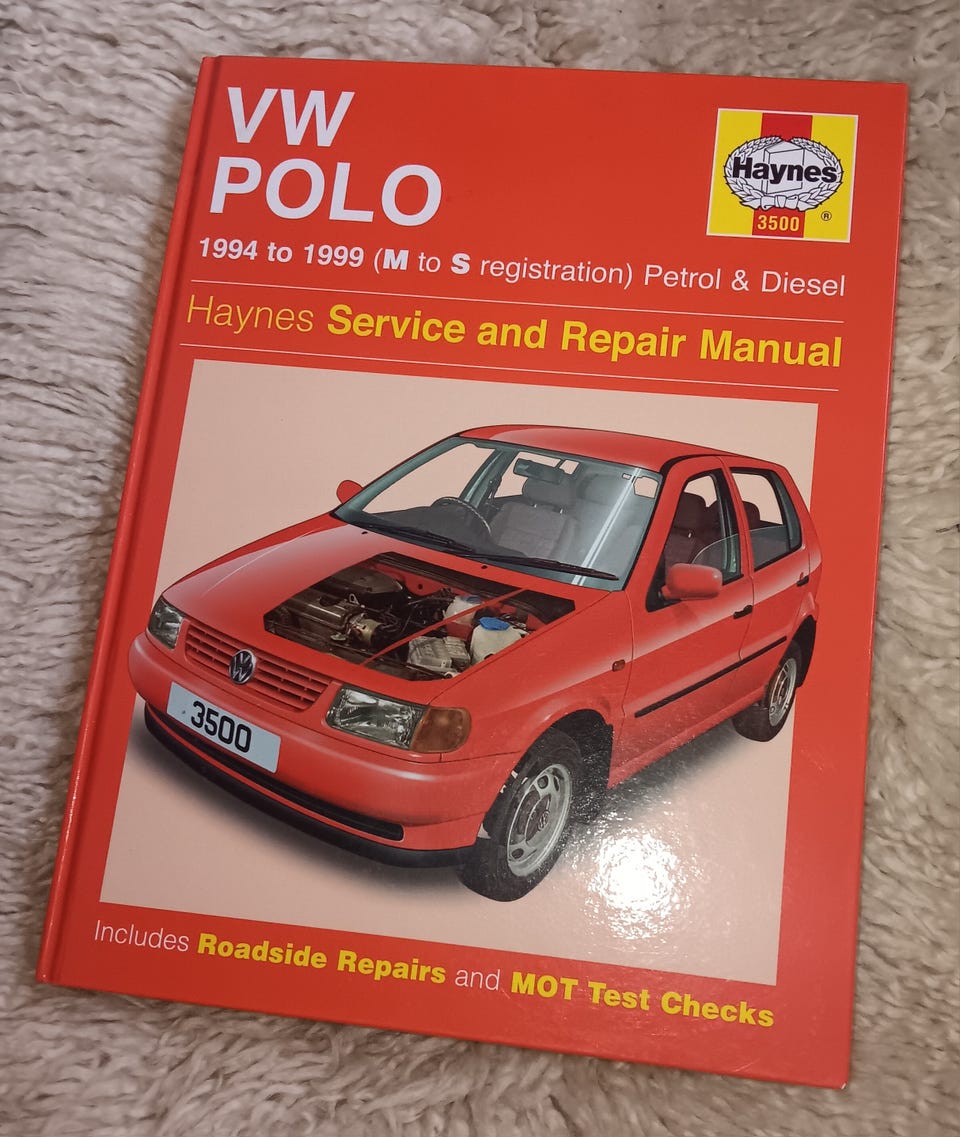 VW
POLO
Haynes
3500
®
1994 to 1999 (M to S registration) Petrol & Diesel
Haynes Service and Repair Manual
3500
Includes Roadside Repairs and MOT Test Checks